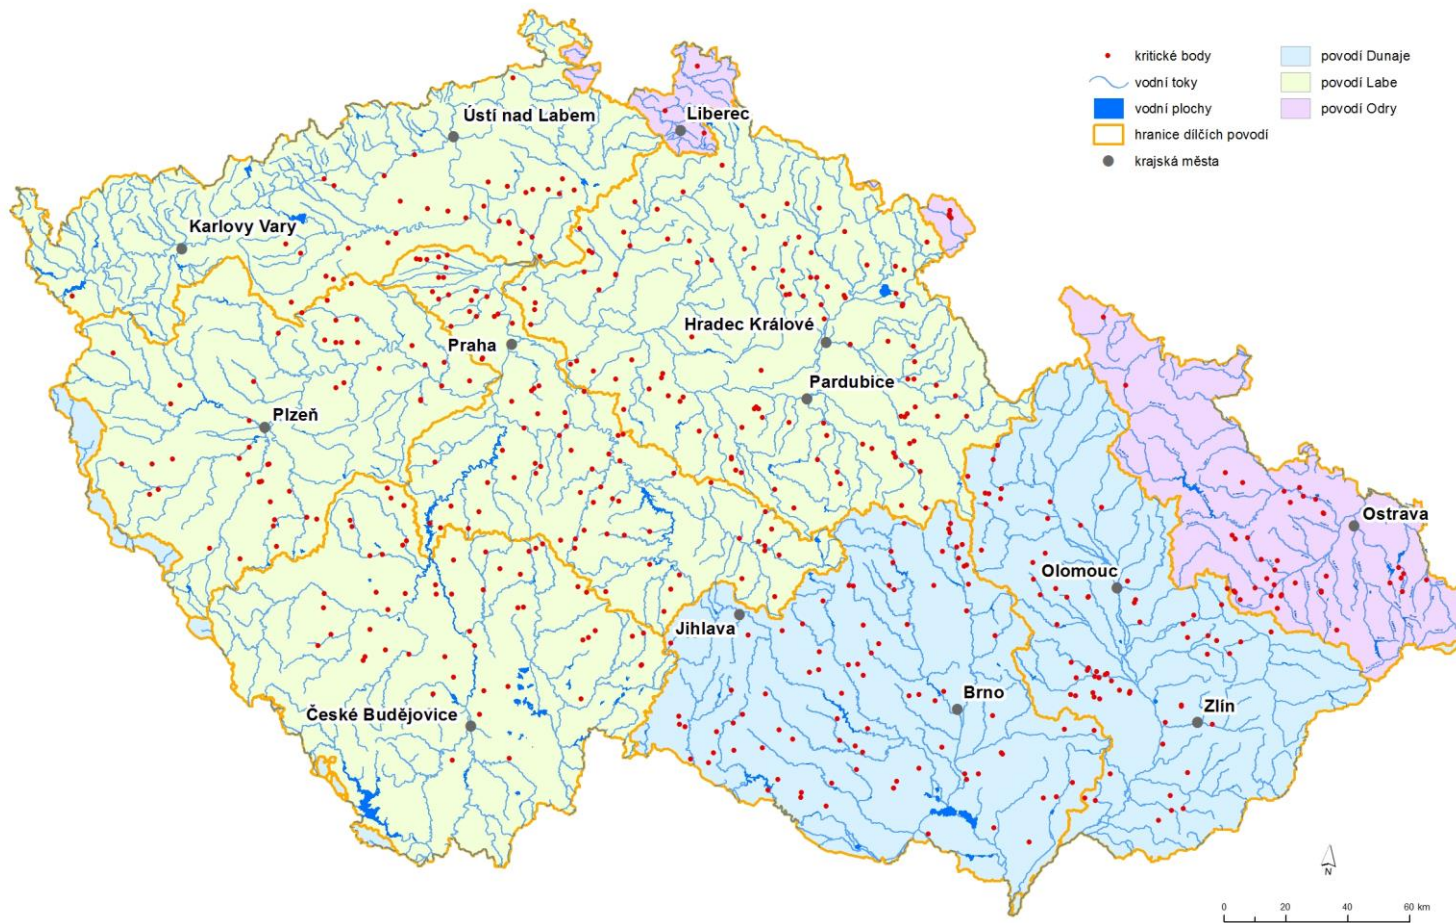 kritické body
vodní toky
vodní plochy
hranice dílčích povodí
krajská města
povodí Dunaje
povodí Labe
povodí Odry
Ústí nad Labem
Liberec
Karlovy Vary
Hradec Králové
Praha
Pardubice
Plzeň
Ostrava
Olomouc
Jihlava
Brno
Zlín
České Budějovice
N
0 20 40 60 km